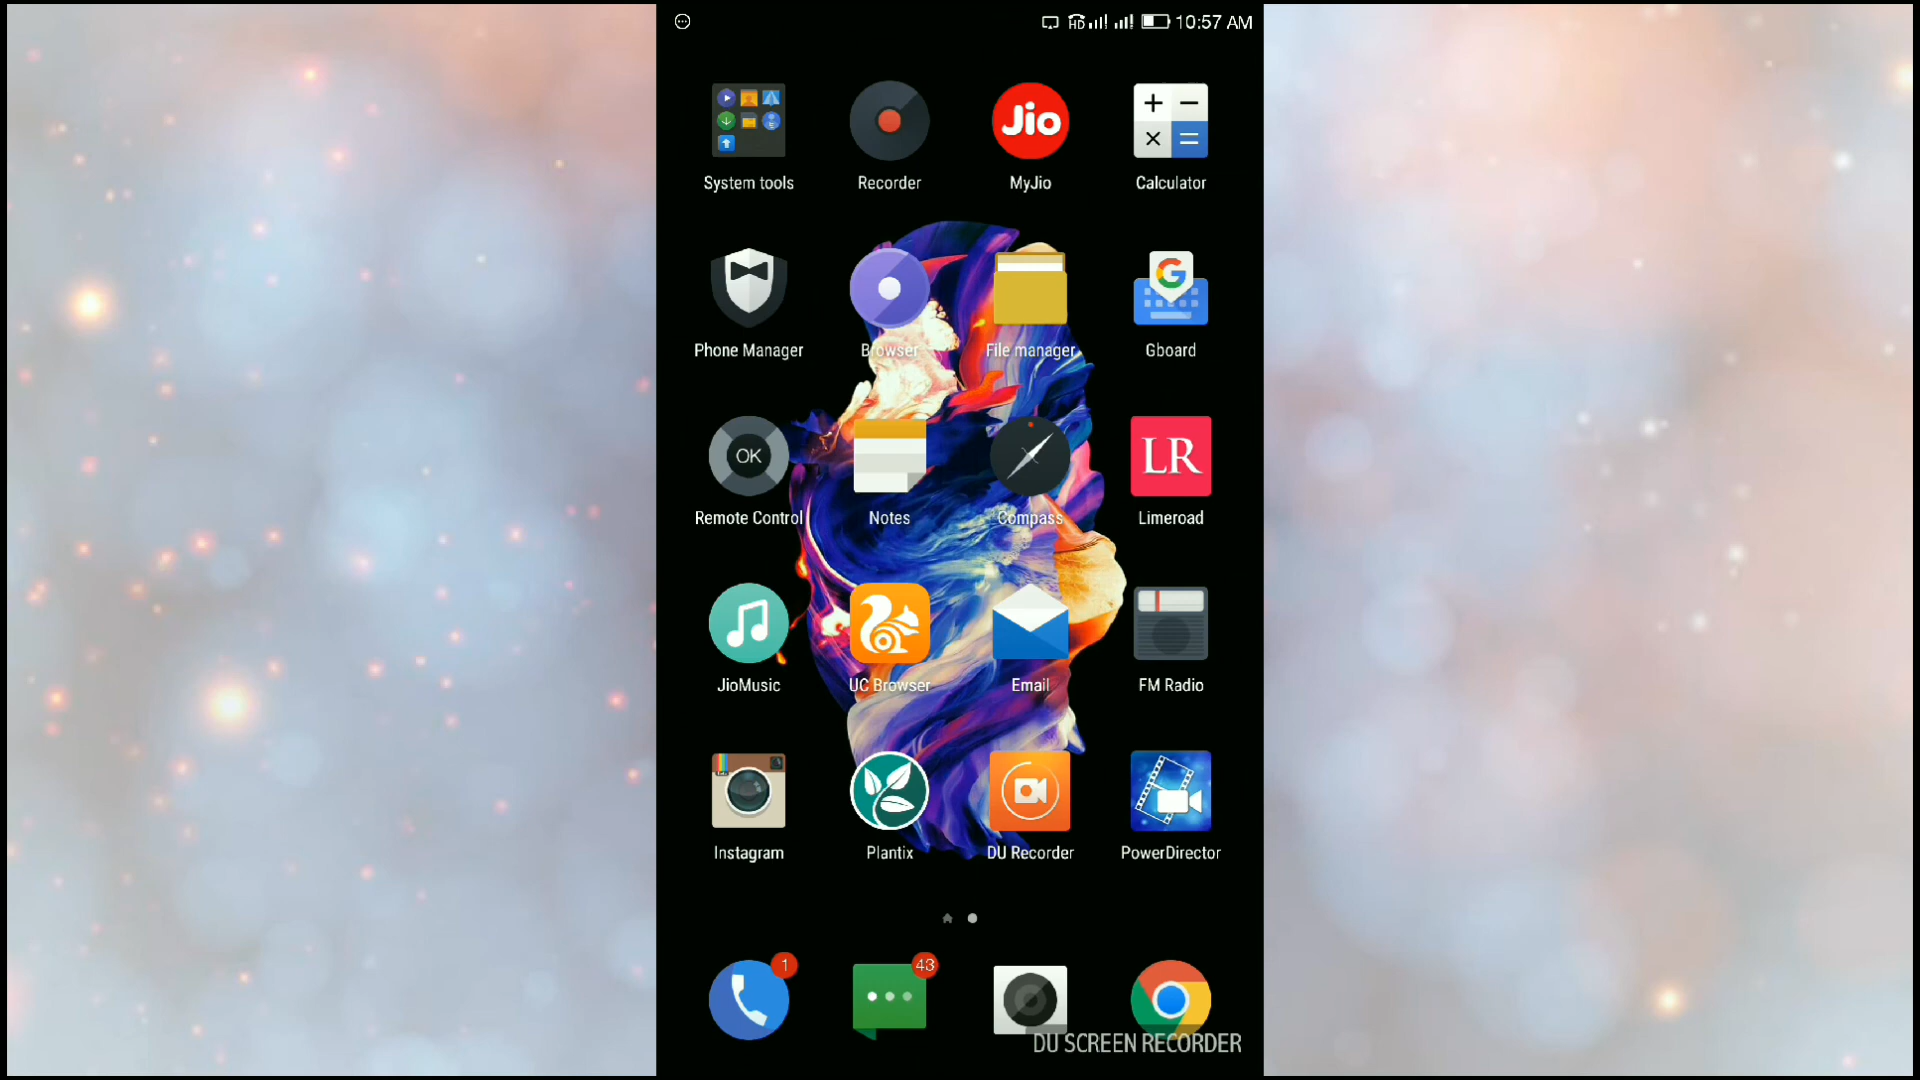 HD 10:57 AM
Jio
System tools Recorder MyJio Calculator
G
Phone Manager Browser File manager Gboard
OK LR
Remote Control Notes Compass Limeroad
JioMusic UC Browser Email FM Radio
Instagram Plantix DU Recorder PowerDirector
1 43
DU SCREEN RECORDER